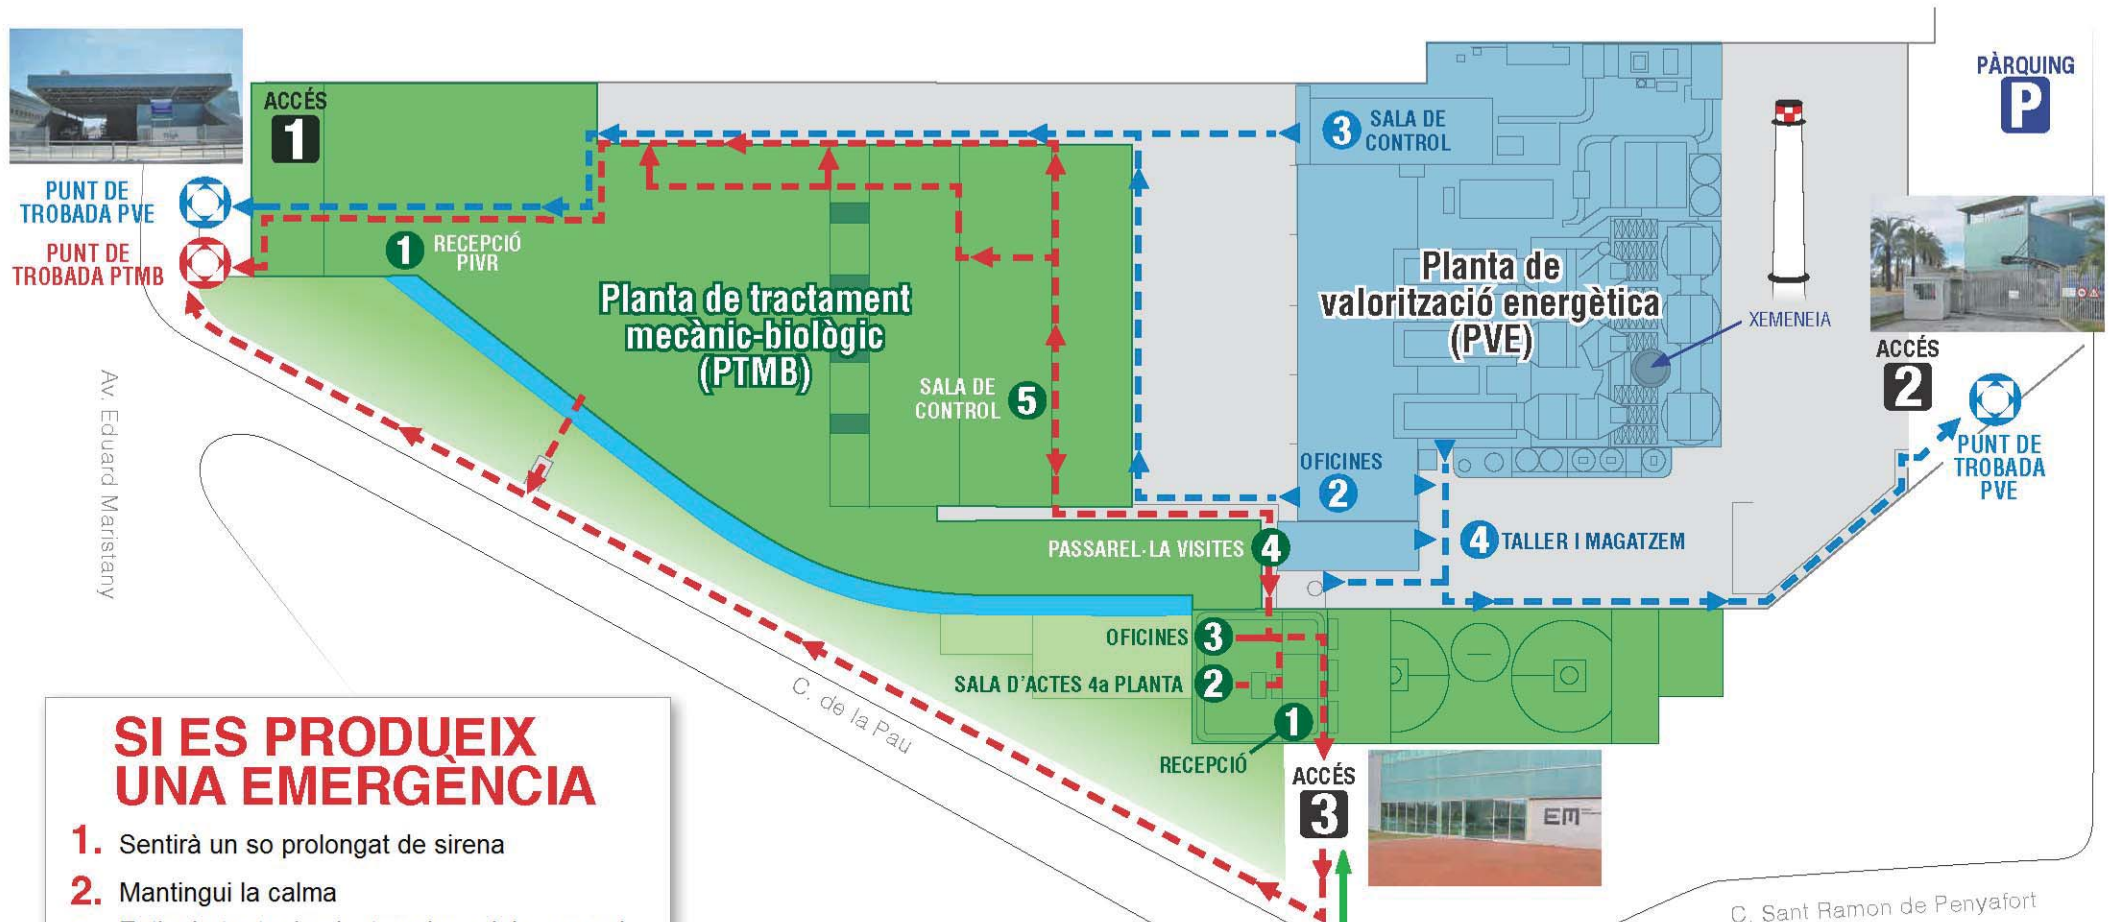 ACCÉS
1
PUNT DE
TROBADA PVE
PUNT DE
TROBADA PTMB
1 RECEPCIÓ
PIVR
Planta de tractament
mecànic-biològic
(PTMB)
SALA DE
CONTROL 5
PASSAREL·LA VISITES 4
OFICINES 3
SALA D'ACTES 4a PLANTA 2
1
RECEPCIÓ
ACCÉS
3
EM
3 SALA DE
CONTROL
Planta de
valorització energètica
(PVE)
XEMENEIA
OFICINES
2
4 TALLER I MAGATZEM
PÀRQUING
P
ACCÉS
2
PUNT DE
TROBADA
PVE
Av. Eduard Maristany
C. de la Pau
C. Sant Ramon de Penyafort
SI ES PRODUEIX
UNA EMERGÈNCIA
1. Sentirà un so prolongat de sirena
2. Mantingui la calma